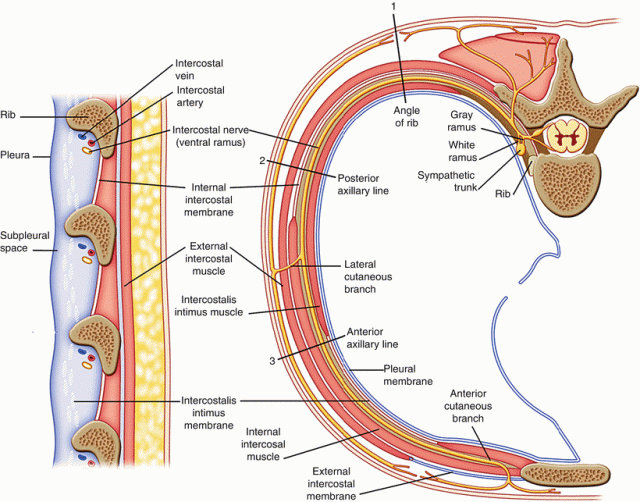 1
Intercostal
vein
Intercostal
artery
Rib
Intercostal nerve
(ventral ramus)
Pleura
2
Internal
intercostal
membrane
Subpleural
space
External
intercostal
muscle
Intercostalis
intimus muscle
3
Intercostalis
intimus
membrane
Internal
intercosal
muscle
External
intercostal
membrane
Angle
of rib
Gray
ramus
White
ramus
Sympathetic
trunk
Rib
Posterior
axillary line
Lateral
cutaneous
branch
Anterior
axillary line
Pleural
membrane
Anterior
cutaneous
branch